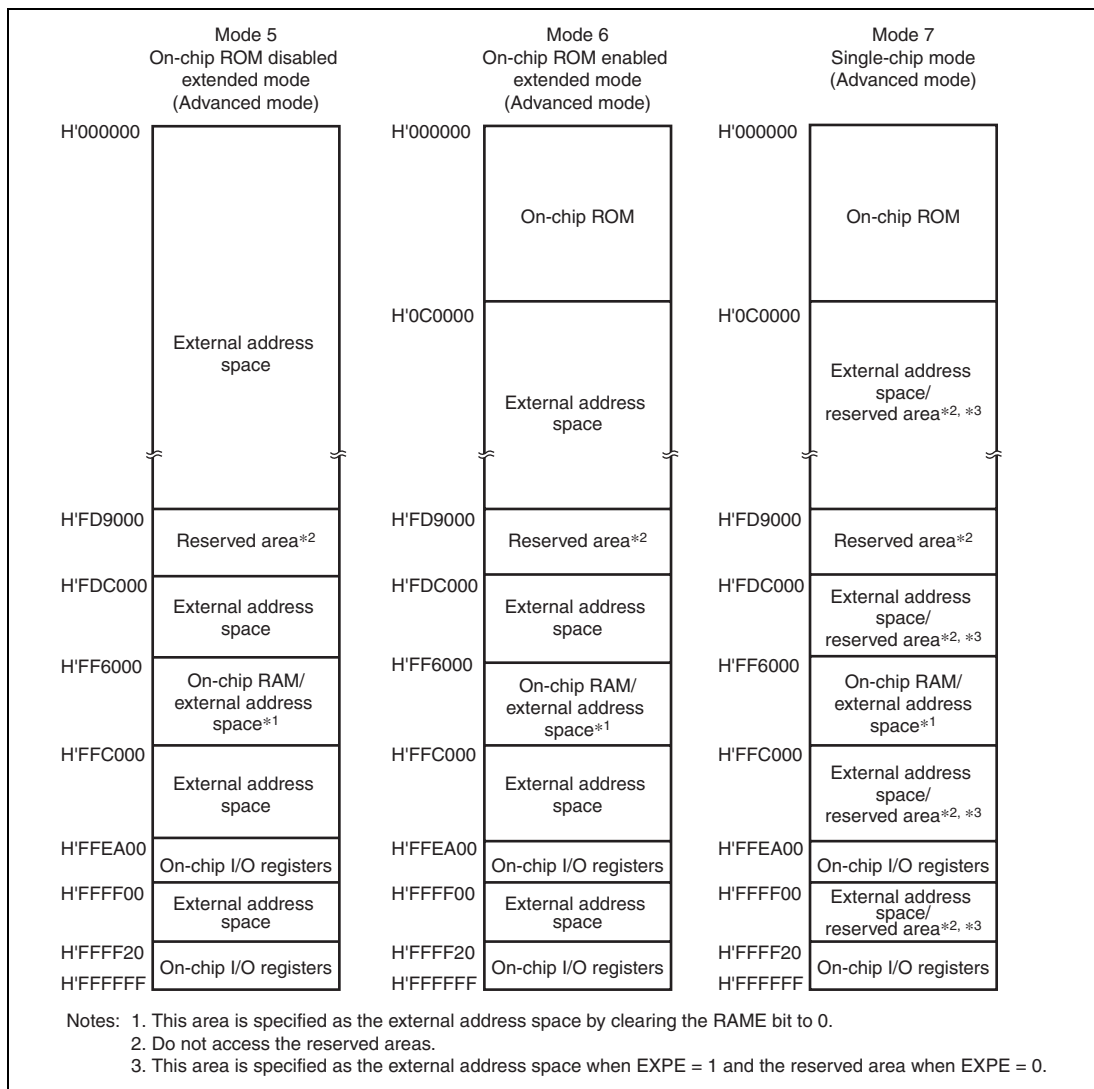 Mode 5
On-chip ROM disabled
extended mode
(Advanced mode)
H'000000
External address
space
H'FD9000
Reserved area*2
H'FDC000
External address
space
H'FF6000
On-chip RAM/
external address
space*1
H'FFC000
External address
space
H'FFEA00
On-chip I/O registers
H'FFFF00
External address
space
H'FFFF20
On-chip I/O registers
H'FFFFFF
Mode 6
On-chip ROM enabled
extended mode
(Advanced mode)
H'000000
On-chip ROM
H'0C0000
External address
space
H'FD9000
Reserved area*2
H'FDC000
External address
space
H'FF6000
On-chip RAM/
external address
space*1
H'FFC000
External address
space
H'FFEA00
On-chip I/O registers
H'FFFF00
External address
space
H'FFFF20
On-chip I/O registers
H'FFFFFF
Mode 7
Single-chip mode
(Advanced mode)
H'000000
On-chip ROM
H'0C0000
External address
space/
reserved area*2, *3
H'FD9000
Reserved area*2
H'FDC000
External address
space/
reserved area*2, *3
H'FF6000
On-chip RAM/
external address
space*1
H'FFC000
External address
space/
reserved area*2, *3
H'FFEA00
On-chip I/O registers
H'FFFF00
External address
space/
reserved area*2, *3
H'FFFF20
On-chip I/O registers
H'FFFFFF
Notes: 1. This area is specified as the external address space by clearing the RAME bit to 0.
2. Do not access the reserved areas.
3. This area is specified as the external address space when EXPE = 1 and the reserved area when EXPE = 0.